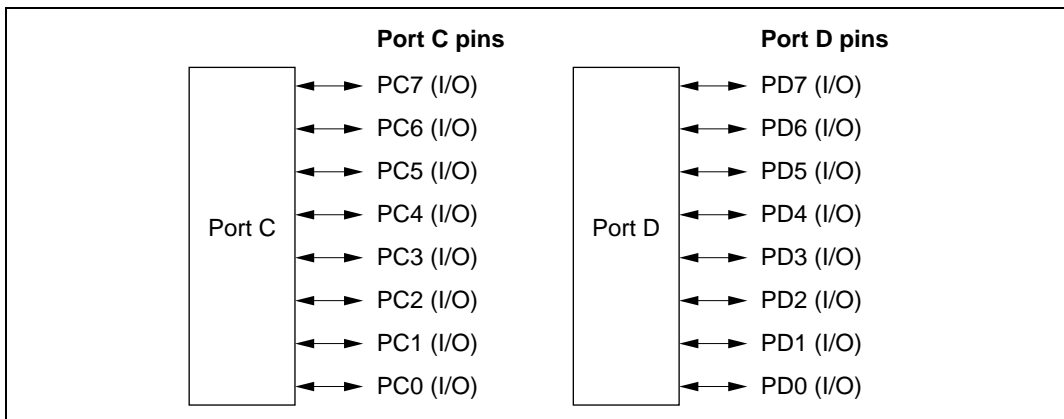 Port C pins
Port C
PC7 (I/O)
PC6 (I/O)
PC5 (I/O)
PC4 (I/O)
PC3 (I/O)
PC2 (I/O)
PC1 (I/O)
PC0 (I/O)
Port D pins
Port D
PD7 (I/O)
PD6 (I/O)
PD5 (I/O)
PD4 (I/O)
PD3 (I/O)
PD2 (I/O)
PD1 (I/O)
PD0 (I/O)